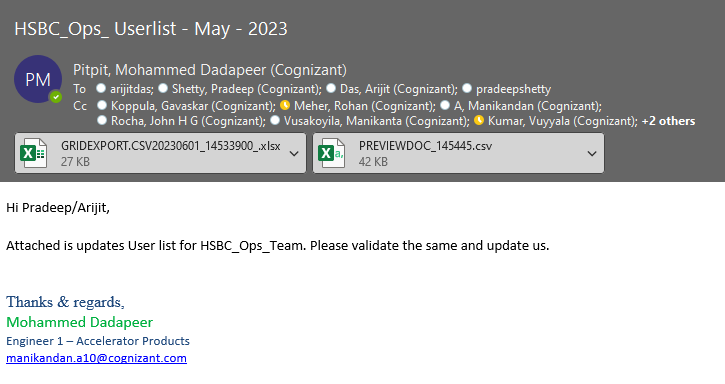 HSBC_Ops_ Userlist - May - 2023
PM
Pitpit, Mohammed Dadapeer (Cognizant)
To arijitdas; Shetty, Pradeep (Cognizant); Das, Arijit (Cognizant); pradeepshetty
Cc Koppula, Gavaskar (Cognizant); Meher, Rohan (Cognizant); A, Manikandan (Cognizant);
Rocha, John H G (Cognizant); Vusakoyila, Manikanta (Cognizant); Kumar, Vuyyala (Cognizant); +2 others
GRIDEXPORT.CSV20230601_14533900_.xlsx
27 KB
PREVIEWDOC_145445.csv
42 KB
Hi Pradeep/Arijit,
Attached is updates User list for HSBC_Ops_Team. Please validate the same and update us.
Thanks & regards,
Mohammed Dadapeer
Engineer 1 – Accelerator Products
manikandan.a10@cognizant.com